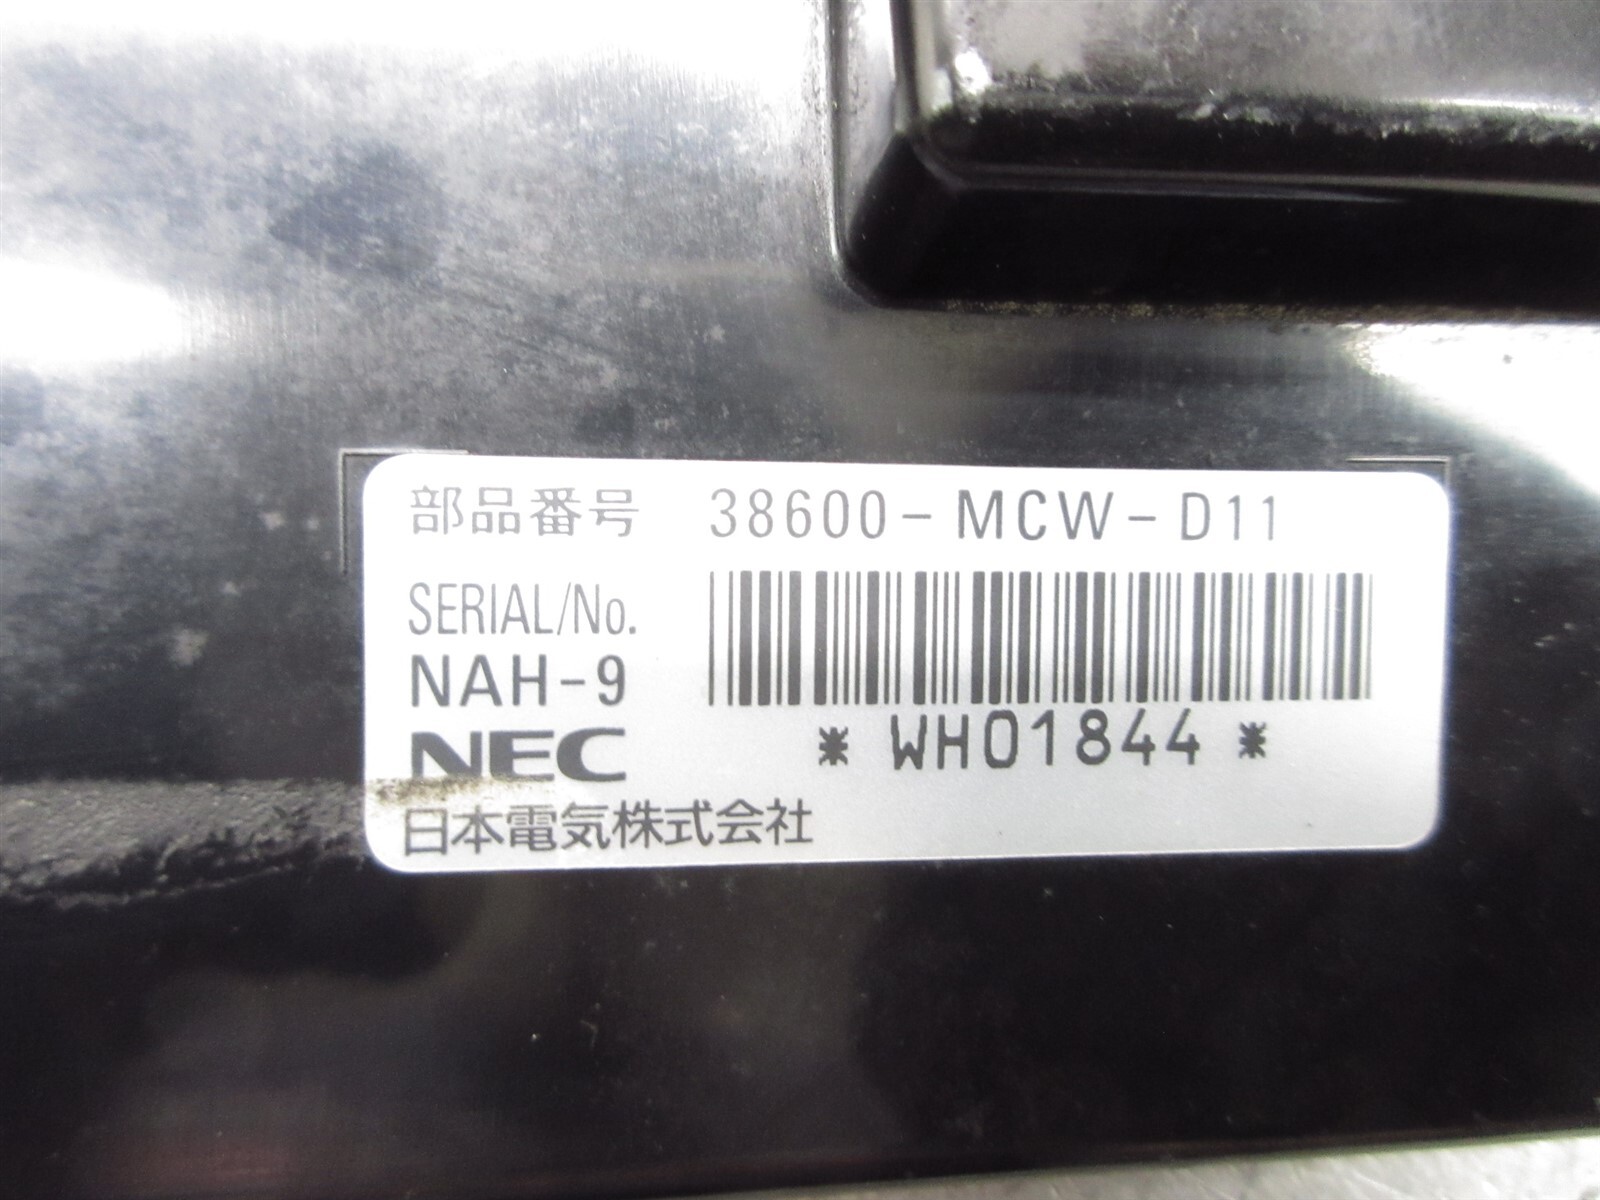 部品番号 38600-MCW-D11
SERIAL/No.
NAH-9
* WH01844 *
NEC
日本電気株式会社